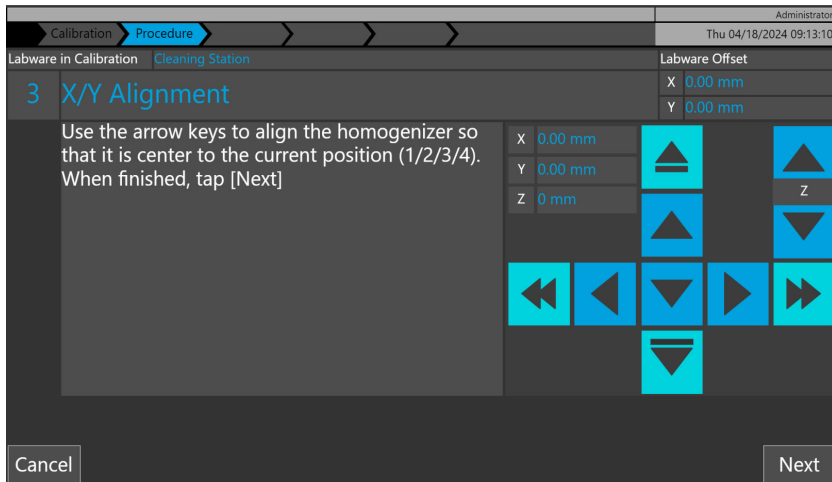 Administrator
Calibration Procedure
Thu 04/18/2024 09:13:10
Labware in Calibration Cleaning Station
Labware Offset
3 X/Y Alignment
X 0.00 mm
Y 0.00 mm
Use the arrow keys to align the homogenizer so
that it is center to the current position (1/2/3/4).
When finished, tap [Next]
X 0.00 mm
Y 0.00 mm
Z 0 mm
Z
Cancel
Next